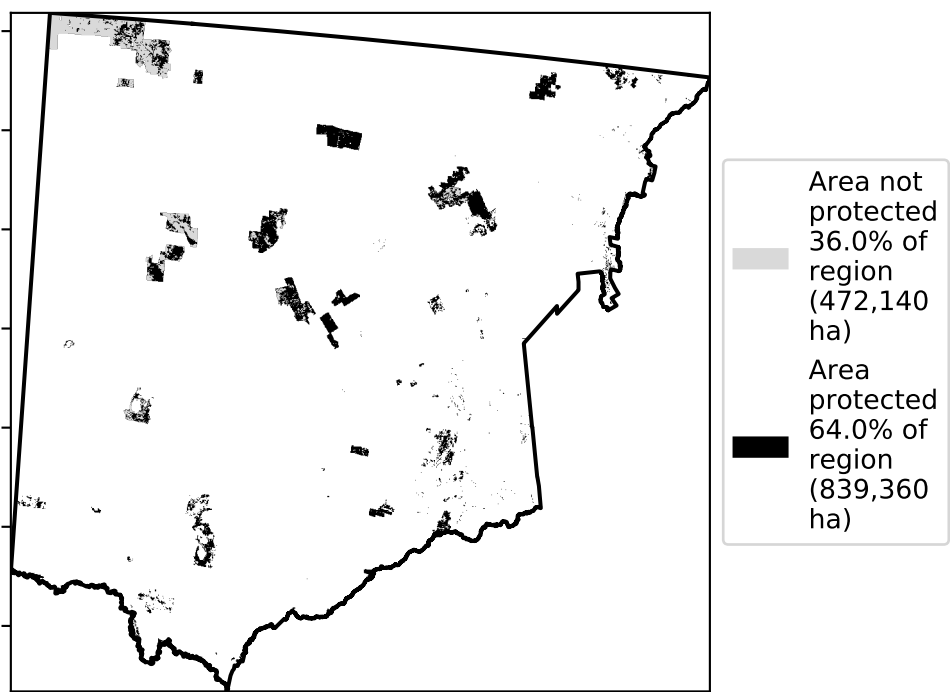 Area not
protected
36.0% of
region
(472,140
ha)
Area
protected
64.0% of
region
(839,360
ha)